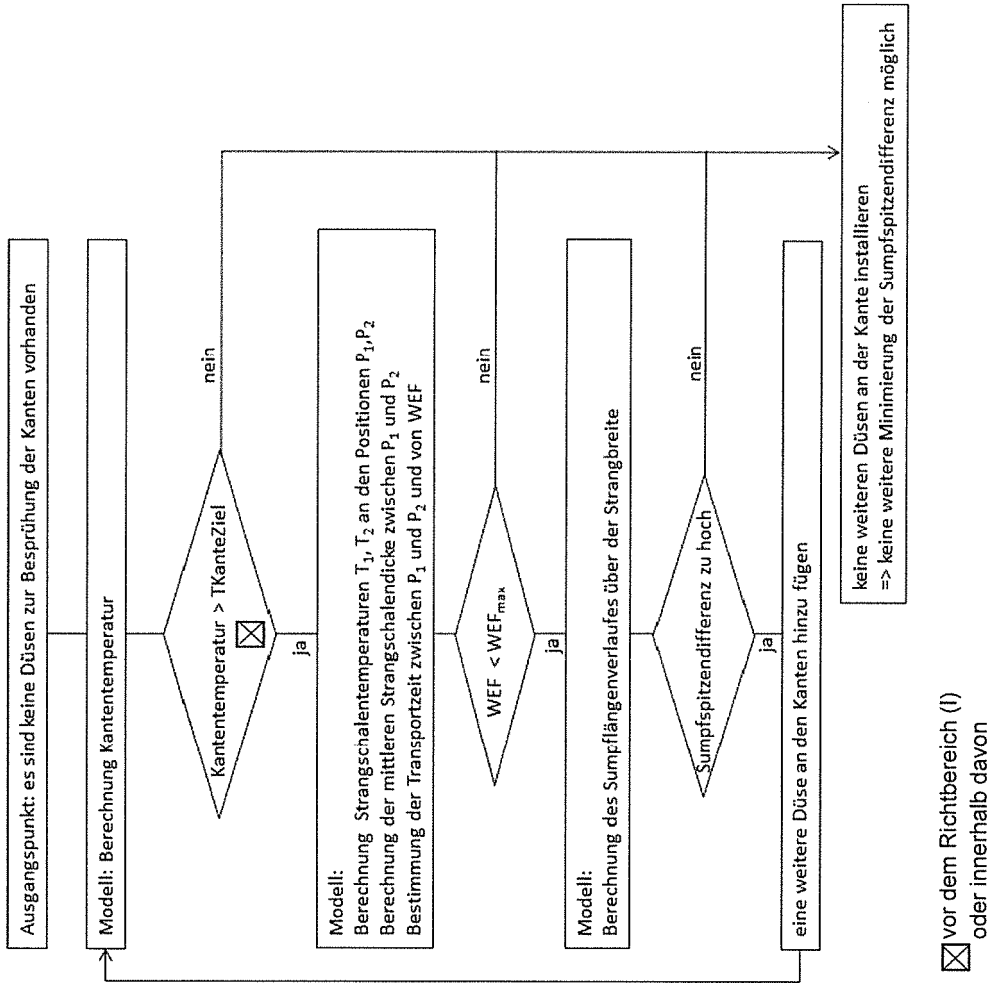 Ausgangspunkt: es sind keine Düsen zur Besprühung der Kanten vorhanden
Modell: Berechnung Kantentemperatur
Kantentemperatur > TKanteZiel
nein
ja
Modell:
Berechnung Strangschalentemperaturen T₁, T₂ an den Positionen P₁,P₂
Berechnung der mittleren Strangschalendicke zwischen P₁ und P₂
Bestimmung der Transportzeit zwischen P₁ und P₂ und von WEF
WEF < WEFₘₐₓ
nein
ja
Modell:
Berechnung des Sumpflängenverlaufes über der Strangbreite
Sumpfspitzendifferenz zu hoch
nein
ja
eine weitere Düse an den Kanten hinzu fügen
keine weiteren Düsen an der Kante installieren
=> keine weitere Minimierung der Sumpfspitzendifferenz möglich
vor dem Richtbereich (I)
oder innerhalb davon